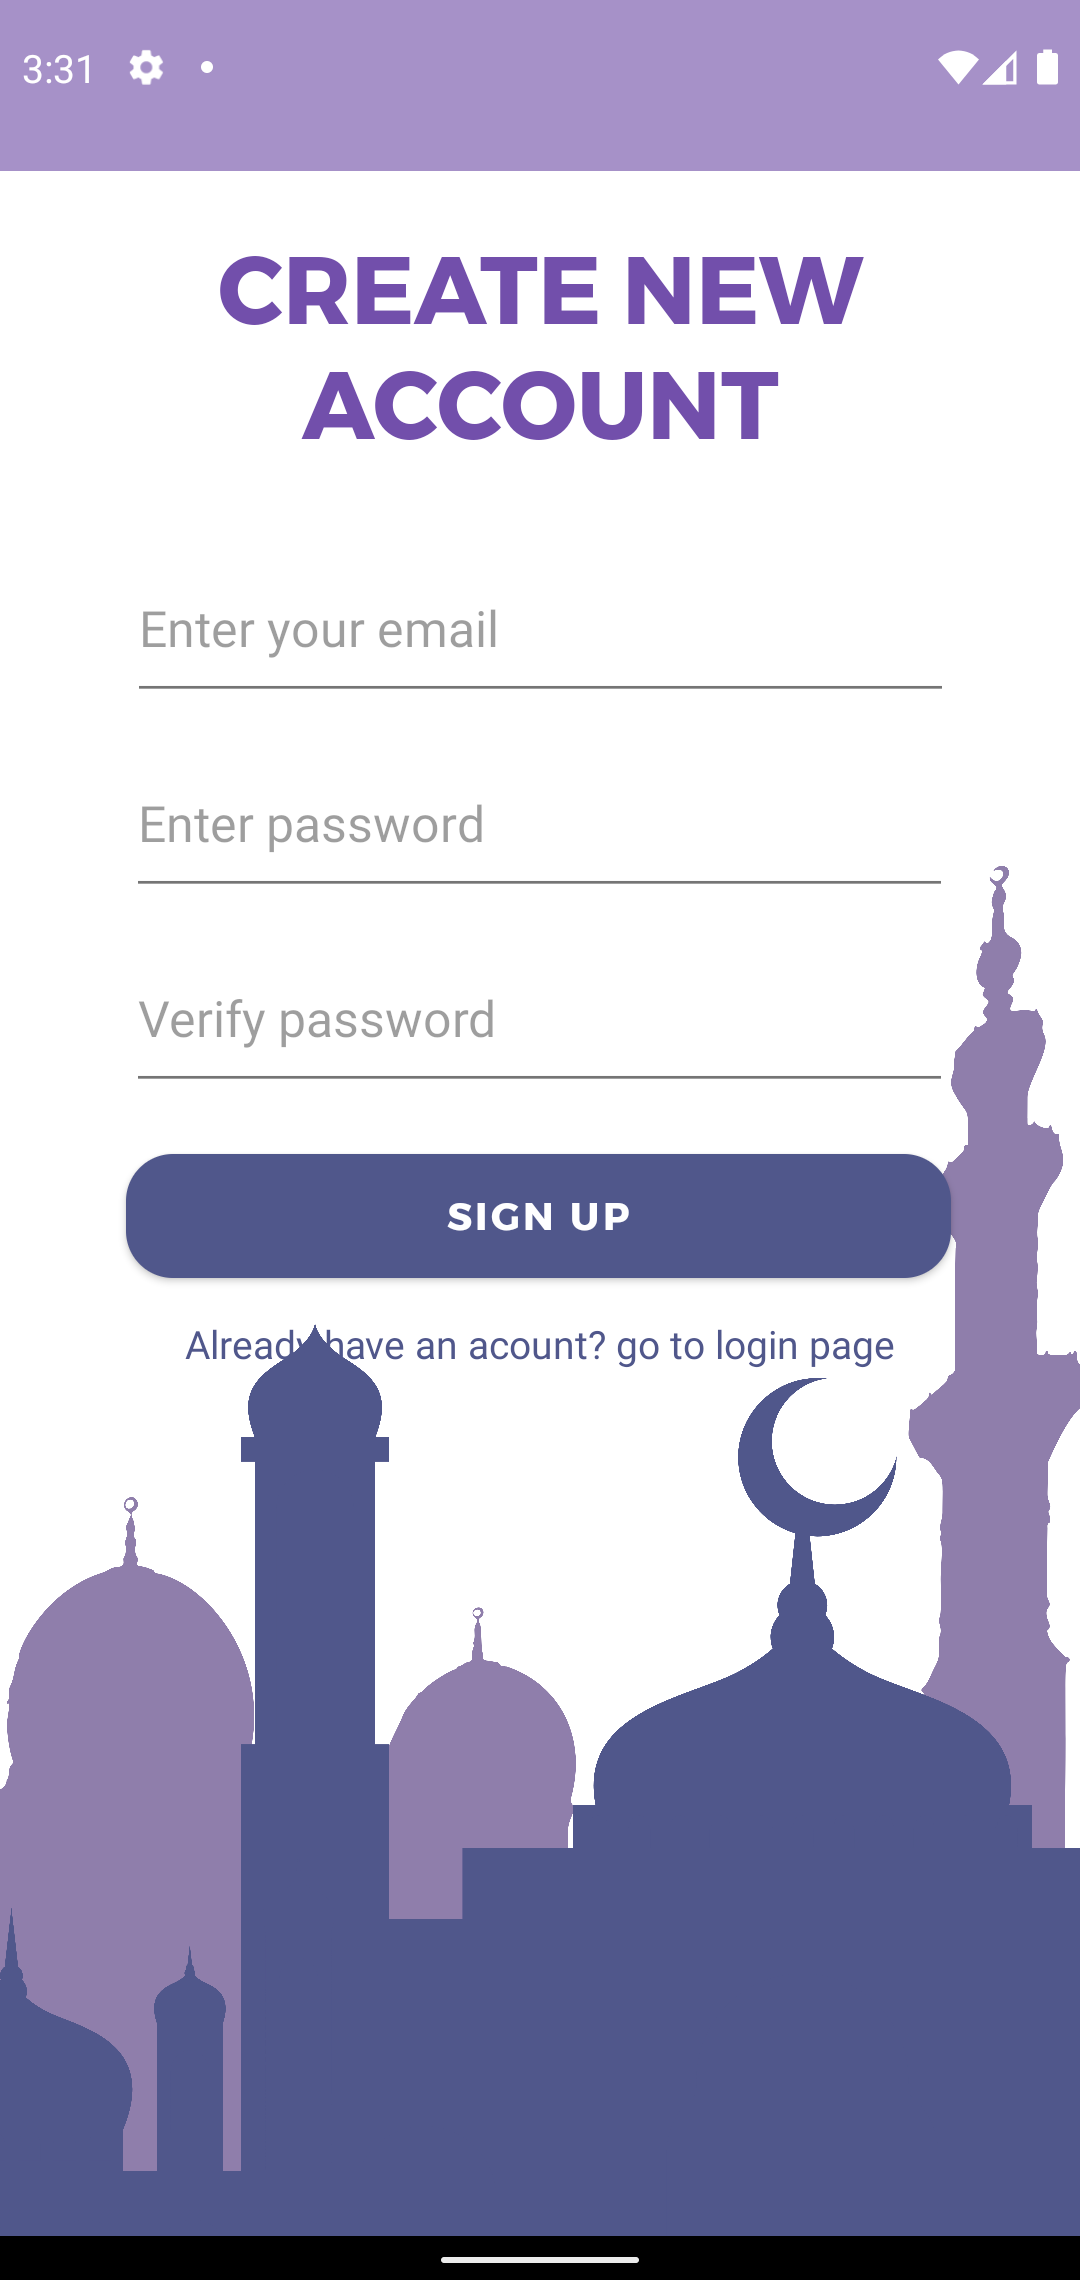 3:31
CREATE NEW
ACCOUNT
Enter your email
Enter password
Verify password
SIGN UP
Already have an acount? go to login page